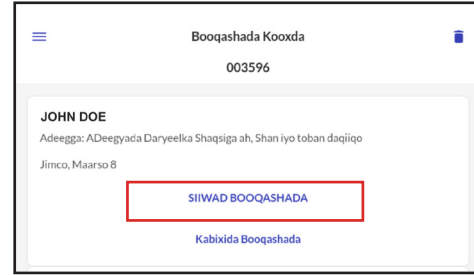 Booqashada Kooxda
003596
JOHN DOE
Adeegga: ADeegyada Daryeelka Shaqsiga ah, Shan iyo toban daqiiqo
Jimco, Maarso 8
SIIWAD BOOQASHADA
Kabixida Booqashada